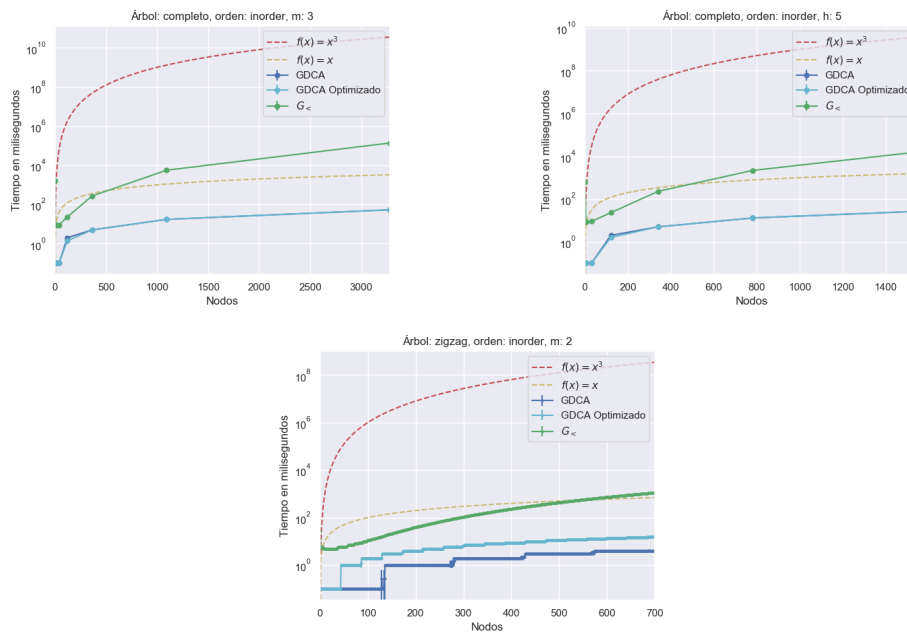 Árbol: completo, orden: inorder, m: 3
10^10
10^8
10^6
10^4
10^2
10^0
Tiempo en milisegundos
f(x) = x^3
f(x) = x
GDCA
GDCA Optimizado
G_<
0 500 1000 1500 2000 2500 3000
Nodos
Árbol: completo, orden: inorder, h: 5
10^10
10^8
10^6
10^4
10^2
10^0
Tiempo en milisegundos
f(x) = x^3
f(x) = x
GDCA
GDCA Optimizado
G_<
0 200 400 600 800 1000 1200 1400
Nodos
Árbol: zigzag, orden: inorder, m: 2
10^8
10^6
10^4
10^2
10^0
Tiempo en milisegundos
f(x) = x^3
f(x) = x
GDCA
GDCA Optimizado
G_<
0 100 200 300 400 500 600 700
Nodos